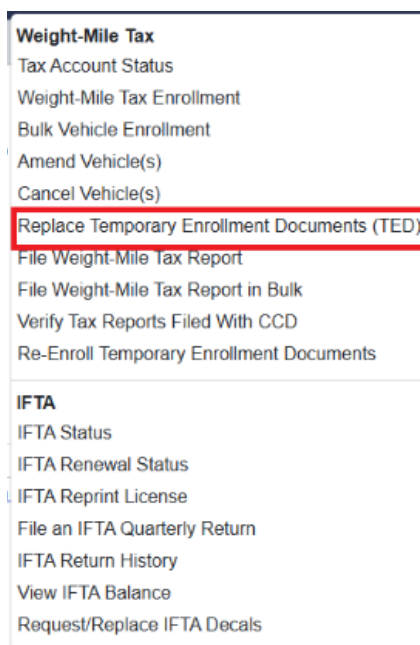 Weight-Mile Tax
Tax Account Status
Weight-Mile Tax Enrollment
Bulk Vehicle Enrollment
Amend Vehicle(s)
Cancel Vehicle(s)
Replace Temporary Enrollment Documents (TED)
File Weight-Mile Tax Report
File Weight-Mile Tax Report in Bulk
Verify Tax Reports Filed With CCD
Re-Enroll Temporary Enrollment Documents
IFTA
IFTA Status
IFTA Renewal Status
IFTA Reprint License
File an IFTA Quarterly Return
IFTA Return History
View IFTA Balance
Request/Replace IFTA Decals